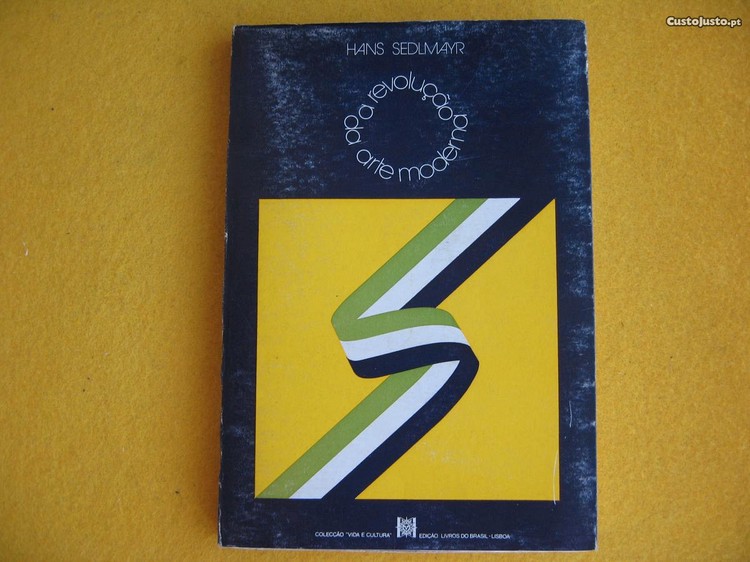 CustoJusto.pt
HANS SEDLMAYR
a revolução da arte moderna
COLECÇÃO "VIDA E CULTURA" EDIÇÃO LIVROS DO BRASIL - LISBOA